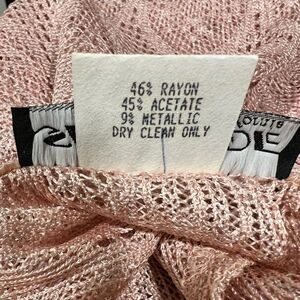 46% RAYON
45% ACETATE
9% METALLIC
DRY CLEAN ONLY